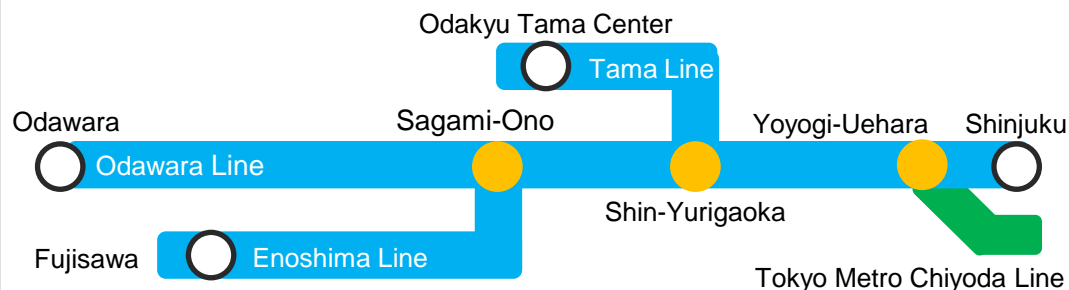 Odakyu Tama Center
Tama Line
Odawara
Sagami-Ono
Yoyogi-Uehara
Shinjuku
Odawara Line
Shin-Yurigaoka
Fujisawa
Enoshima Line
Tokyo Metro Chiyoda Line